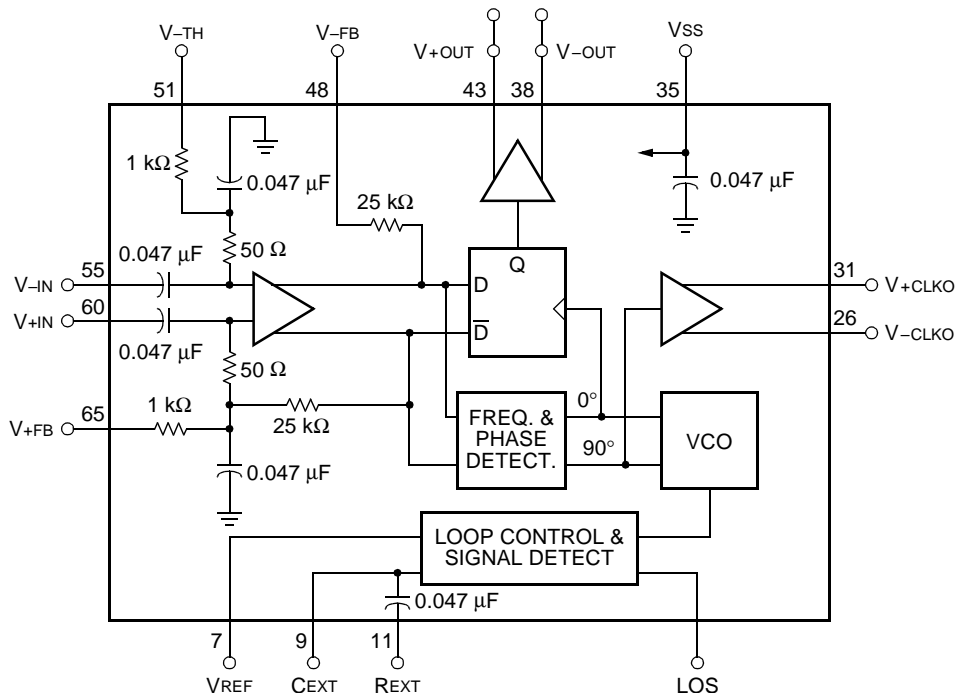 V–TH
V–FB
V+OUT
V–OUT
VSS
51
48
43
38
35
1 kΩ
0.047 µF
0.047 µF
25 kΩ
0.047 µF
50 Ω
Q
V–IN
55
D
31
V+CLKO
V+IN
60
D̅
26
V–CLKO
0.047 µF
50 Ω
1 kΩ
0°
V+FB
65
25 kΩ
FREQ. &
PHASE
DETECT.
90°
VCO
0.047 µF
LOOP CONTROL &
SIGNAL DETECT
0.047 µF
7
9
11
VREF
CEXT
REXT
LOS